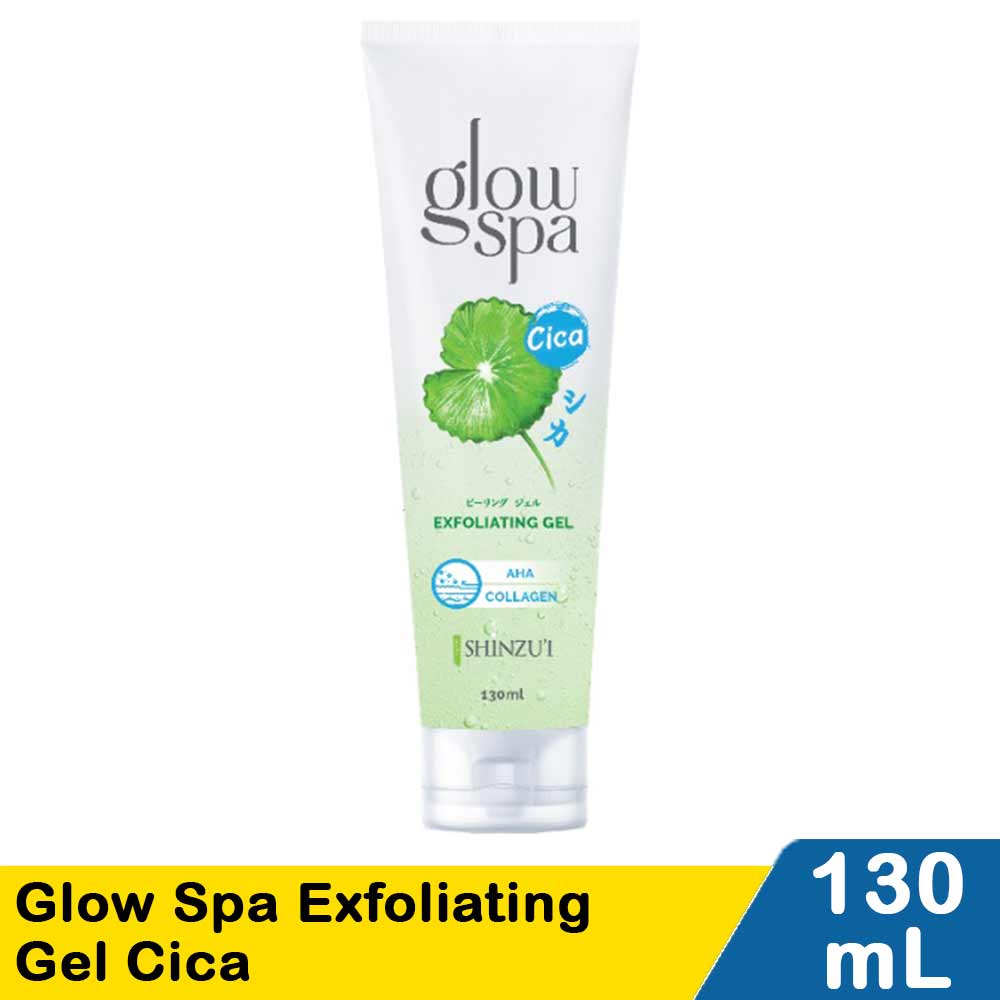 glow
spa
Cica
シカ
ピーリング ジェル
EXFOLIATING GEL
AHA
COLLAGEN
SHINZU'I
130ml
Glow Spa Exfoliating
Gel Cica
130
mL